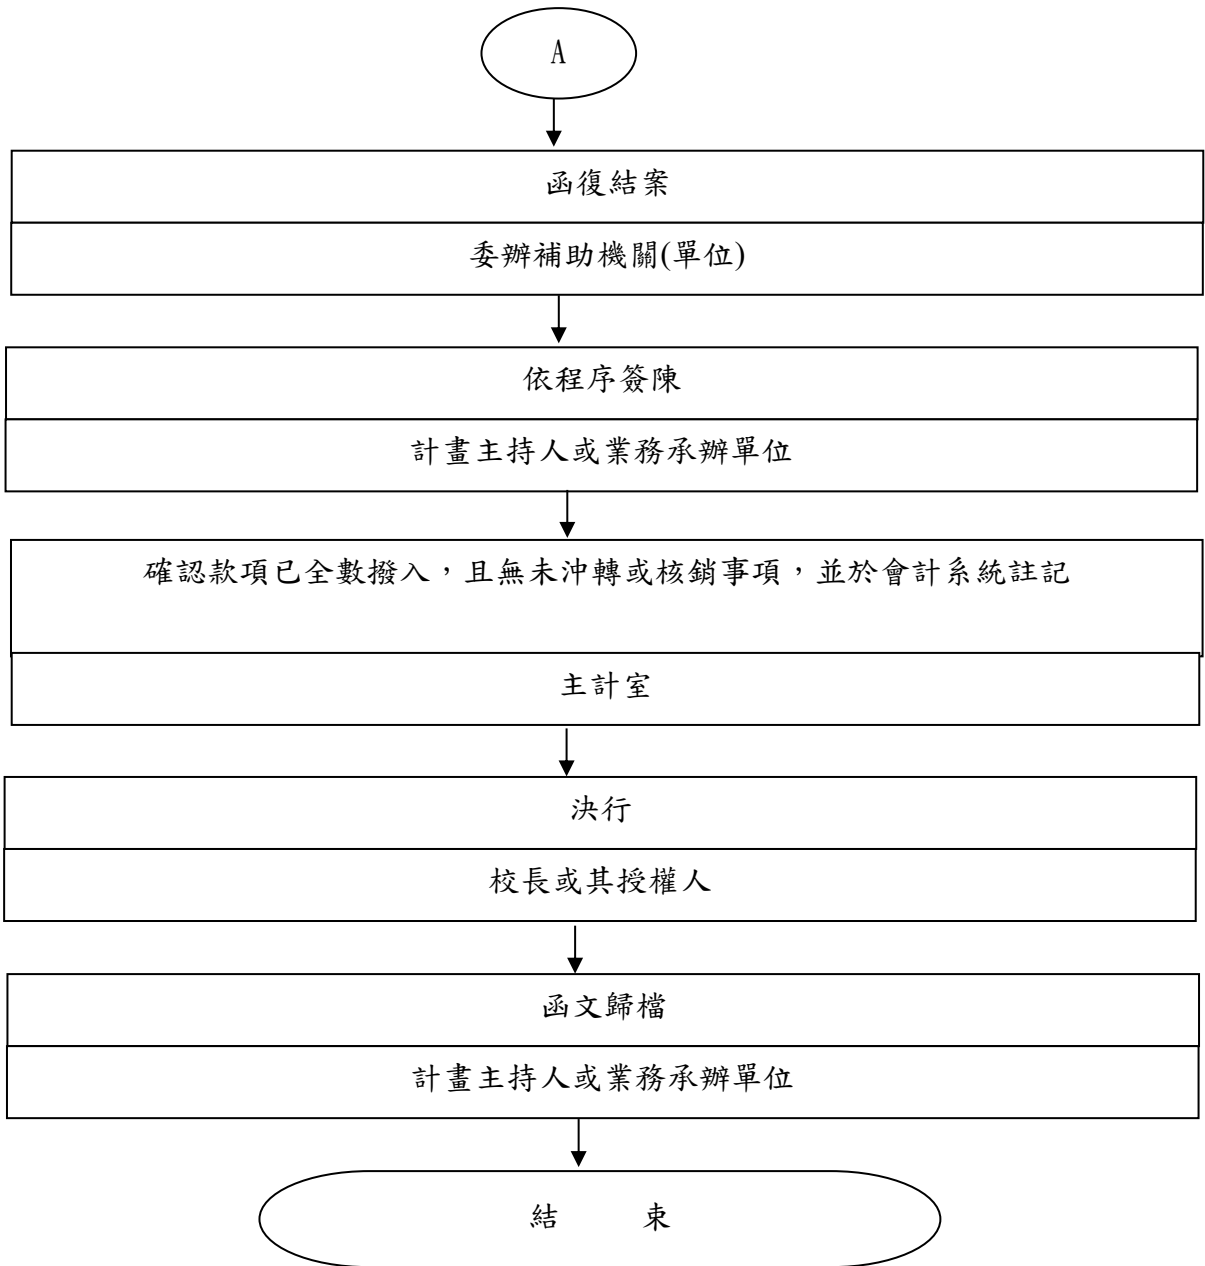 A
函復結案
委辦補助機關(單位)
依程序簽陳
計畫主持人或業務承辦單位
確認款項已全數撥入，且無未沖轉或核銷事項，並於會計系統註記
主計室
決行
校長或其授權人
函文歸檔
計畫主持人或業務承辦單位
結　　束